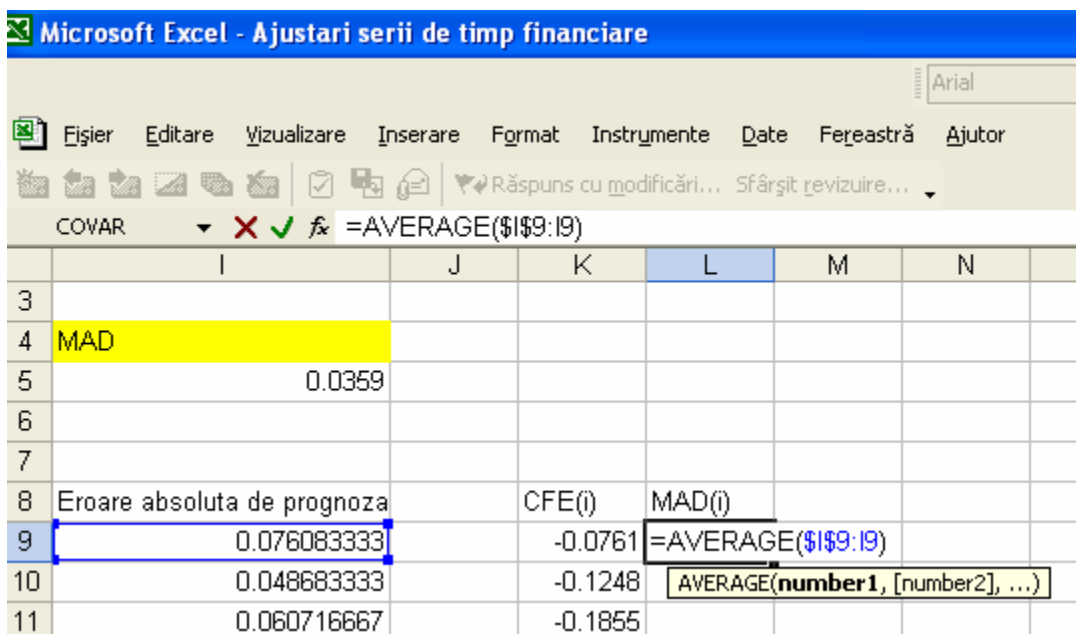 Microsoft Excel - Ajustari serii de timp financiare
Arial
Fişier Editare Vizualizare Inserare Format Instrumente Date Fereastră Ajutor
Răspuns cu modificări... Sfârşit revizuire...
COVAR fx =AVERAGE($I$9:I9)
I J K L M N
3
4 MAD
5 0.0359
6
7
8 Eroare absoluta de prognoza CFE(i) MAD(i)
9 0.076083333 -0.0761 =AVERAGE($I$9:I9)
10 0.048683333 -0.1248 AVERAGE(number1, [number2], ...)
11 0.060716667 -0.1855